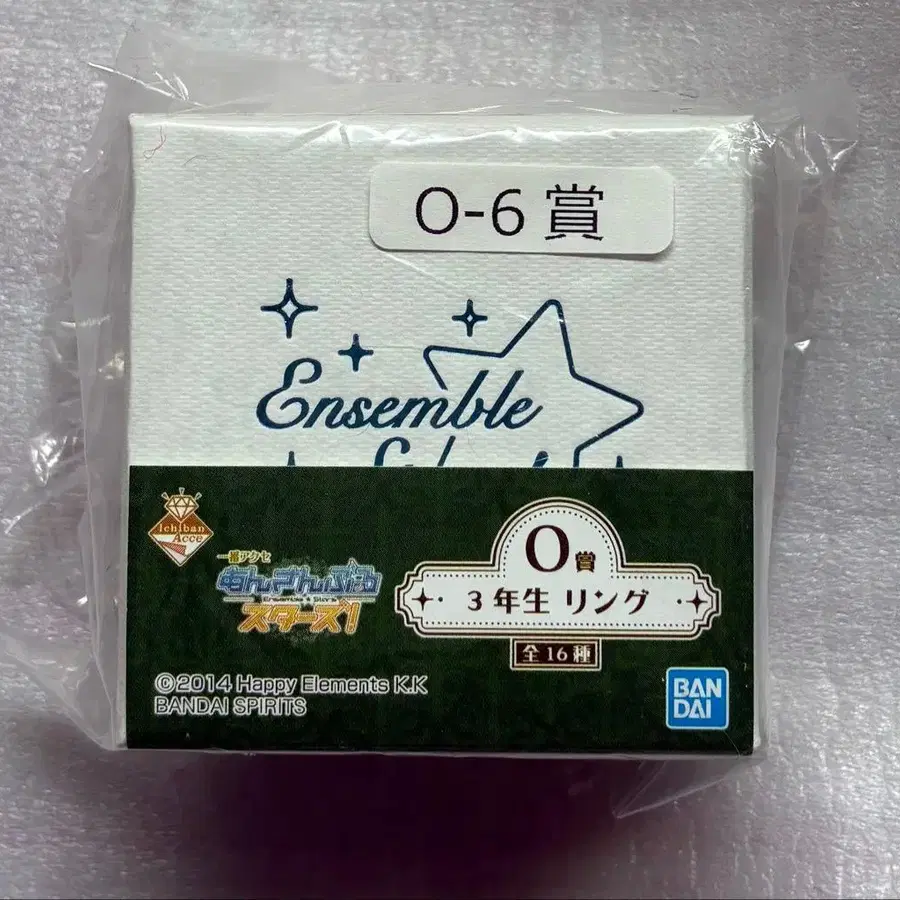 O-6 賞
Ensemble
Ichiban
Acce
一番アクセ
あんさんぶる
Ensemble Stars
スターズ!
O賞
3年生 リング
全16種
©2014 Happy Elements K.K
BANDAI SPIRITS
BAN
DAI